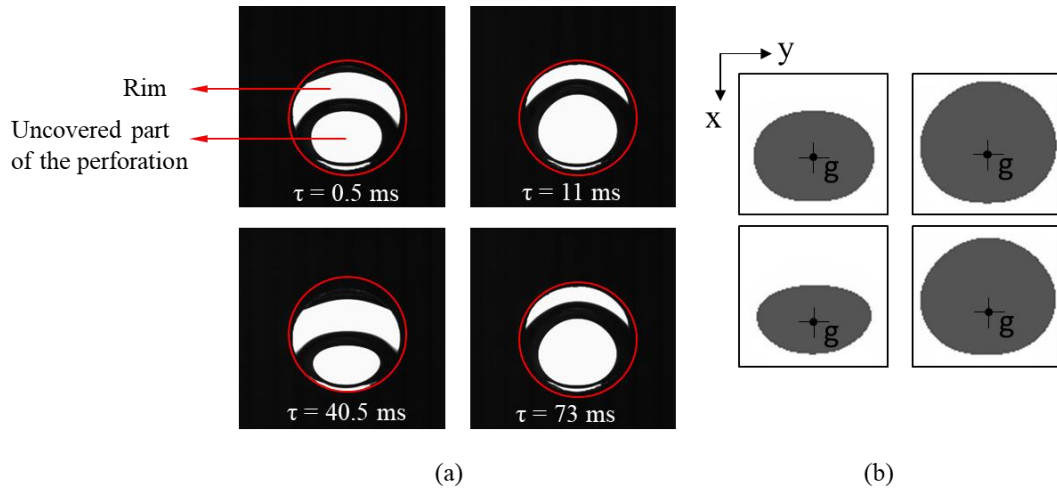 Rim
Uncovered part
of the perforation
τ = 0.5 ms
τ = 11 ms
τ = 40.5 ms
τ = 73 ms
(a)
y
x
g
g
g
g
(b)